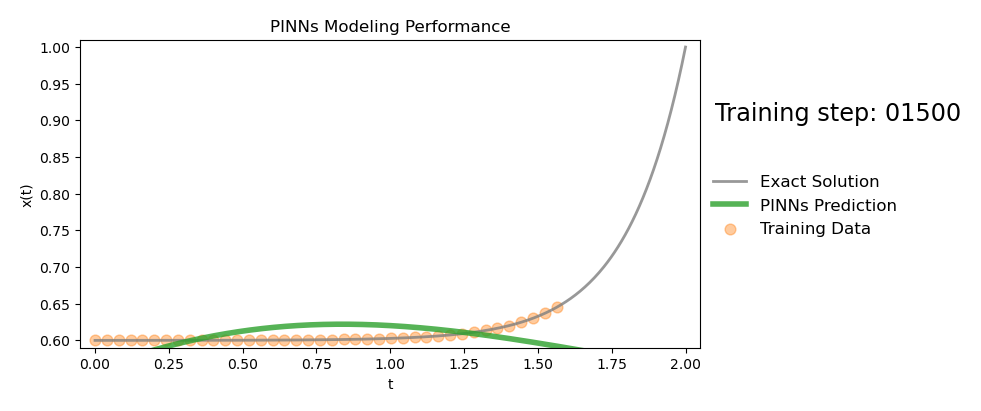 PINNs Modeling Performance
1.00
0.95
0.90
0.85
0.80
0.75
0.70
0.65
0.60
x(t)
0.00 0.25 0.50 0.75 1.00 1.25 1.50 1.75 2.00
t
Training step: 01500
Exact Solution
PINNs Prediction
Training Data